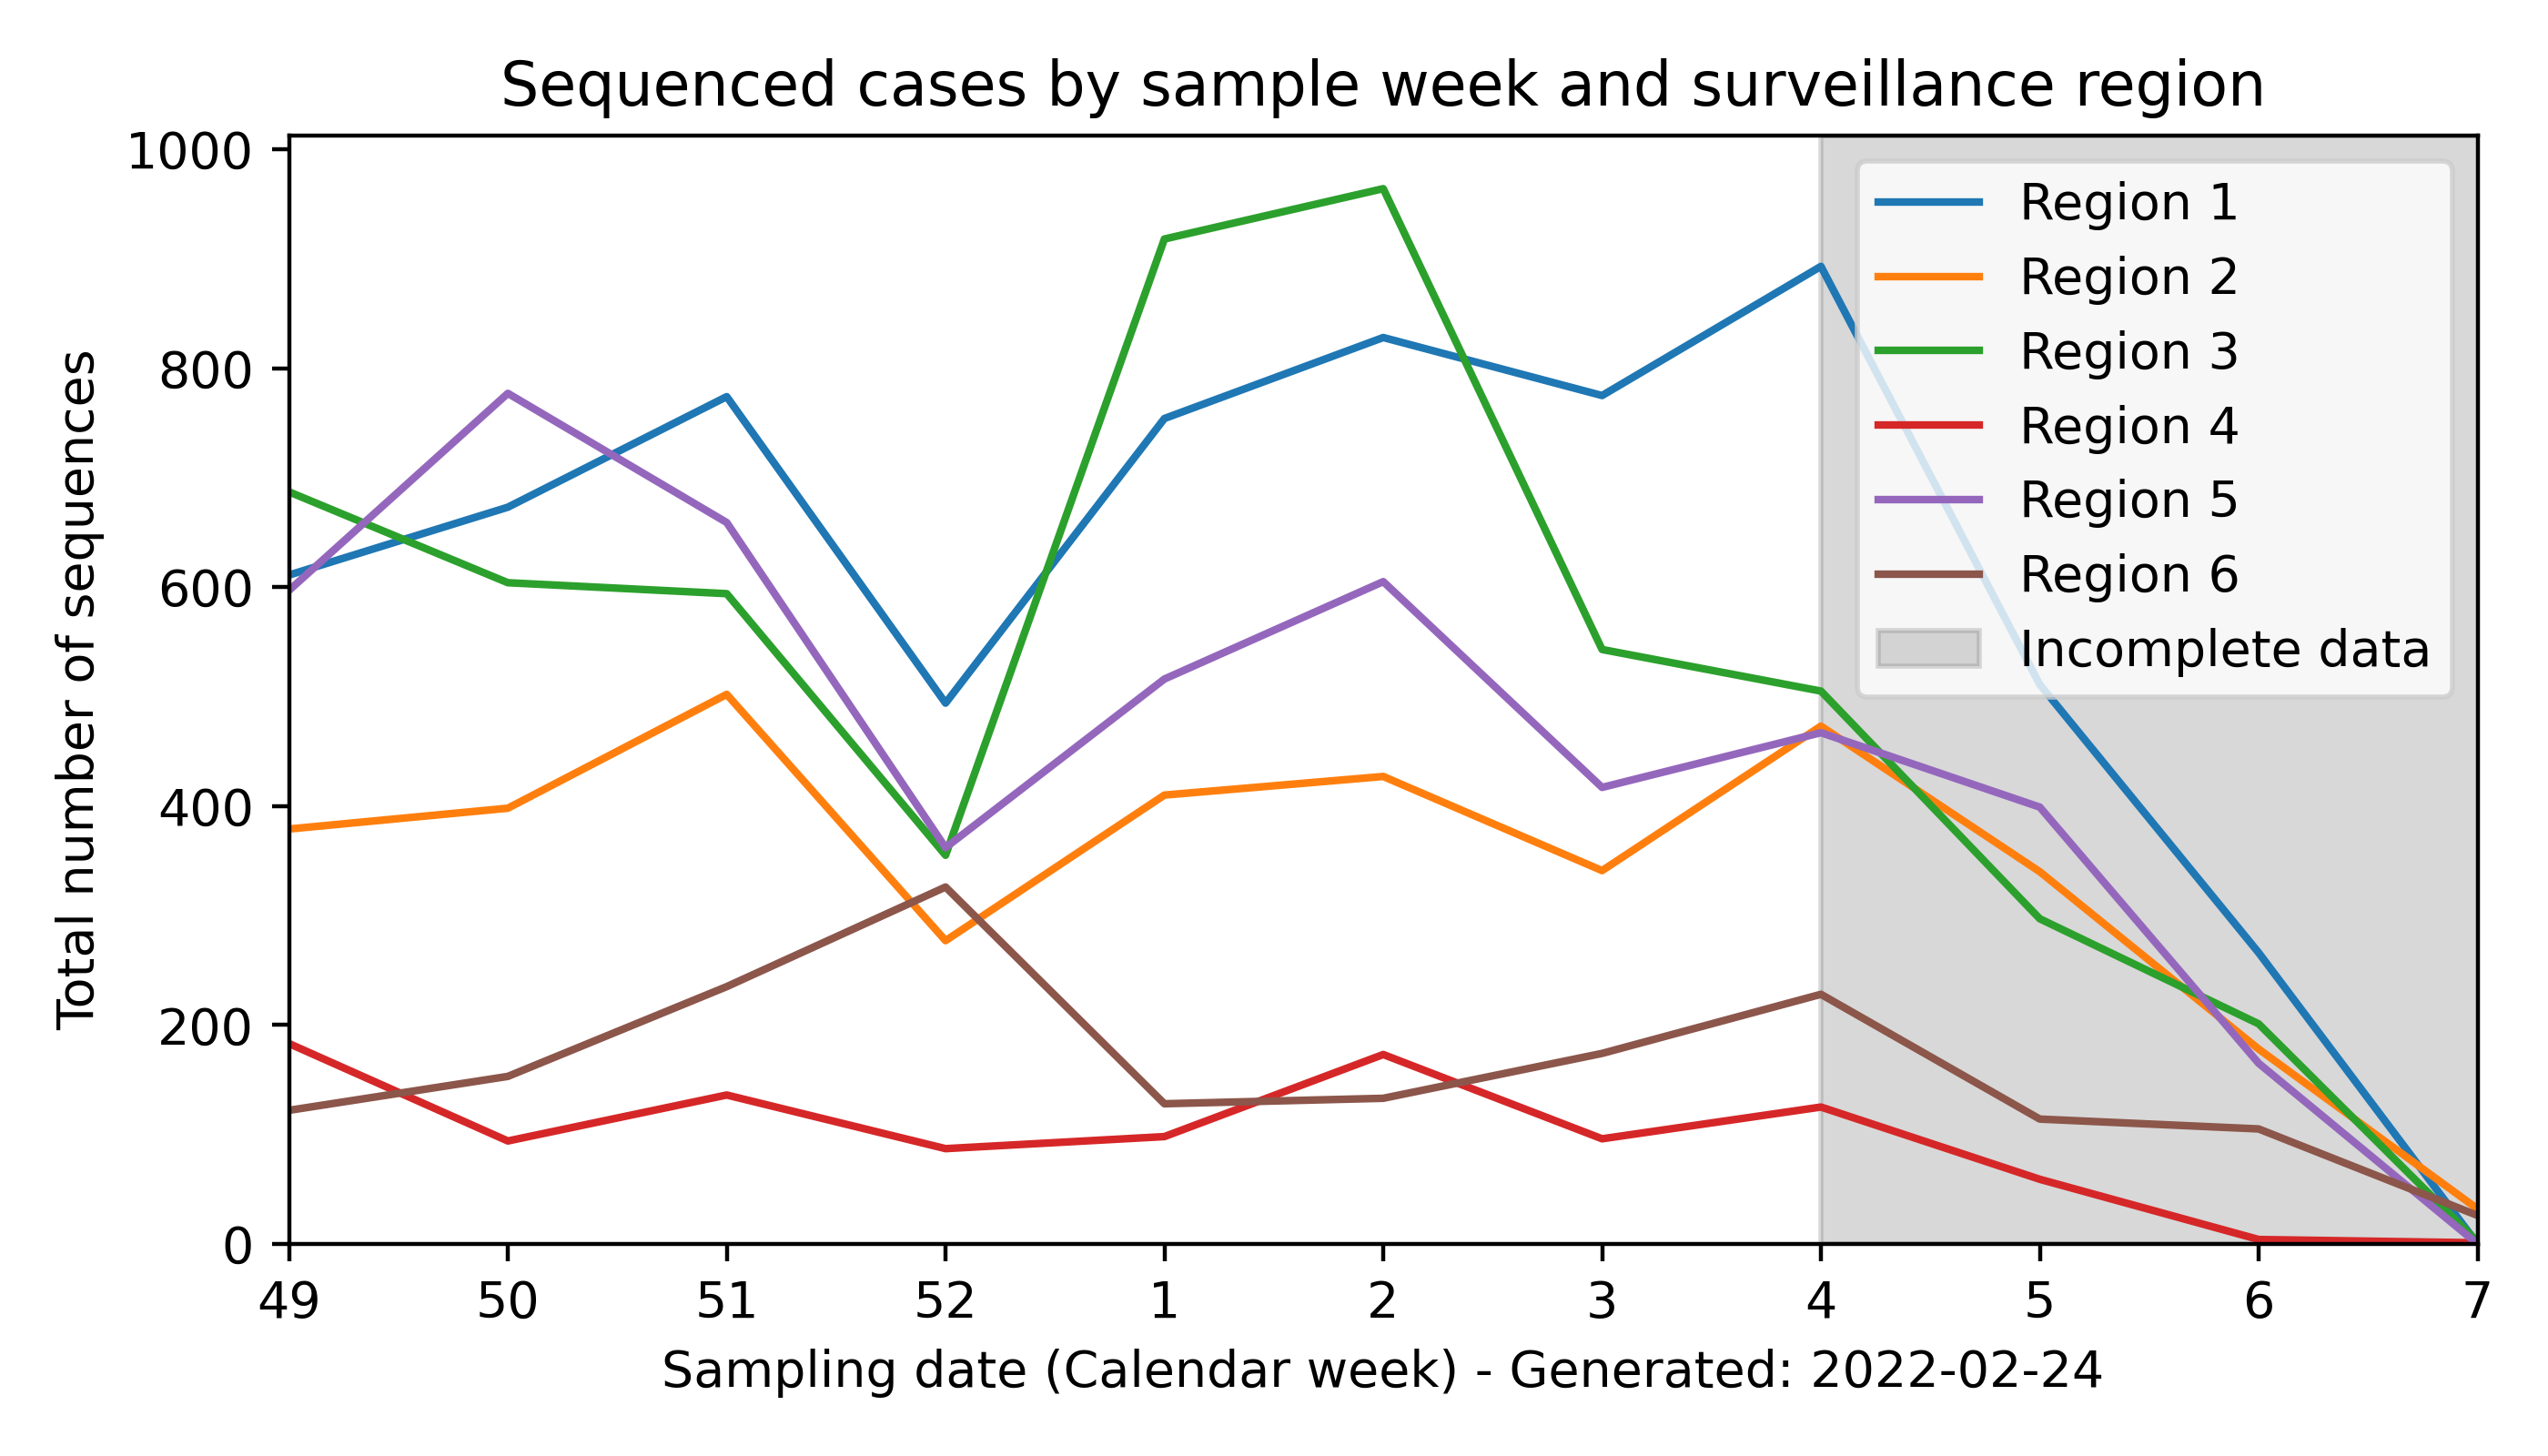 Sequenced cases by sample week and surveillance region
Total number of sequences
1000
800
600
400
200
0
Region 1
Region 2
Region 3
Region 4
Region 5
Region 6
Incomplete data
49 50 51 52 1 2 3 4 5 6 7
Sampling date (Calendar week) - Generated: 2022-02-24